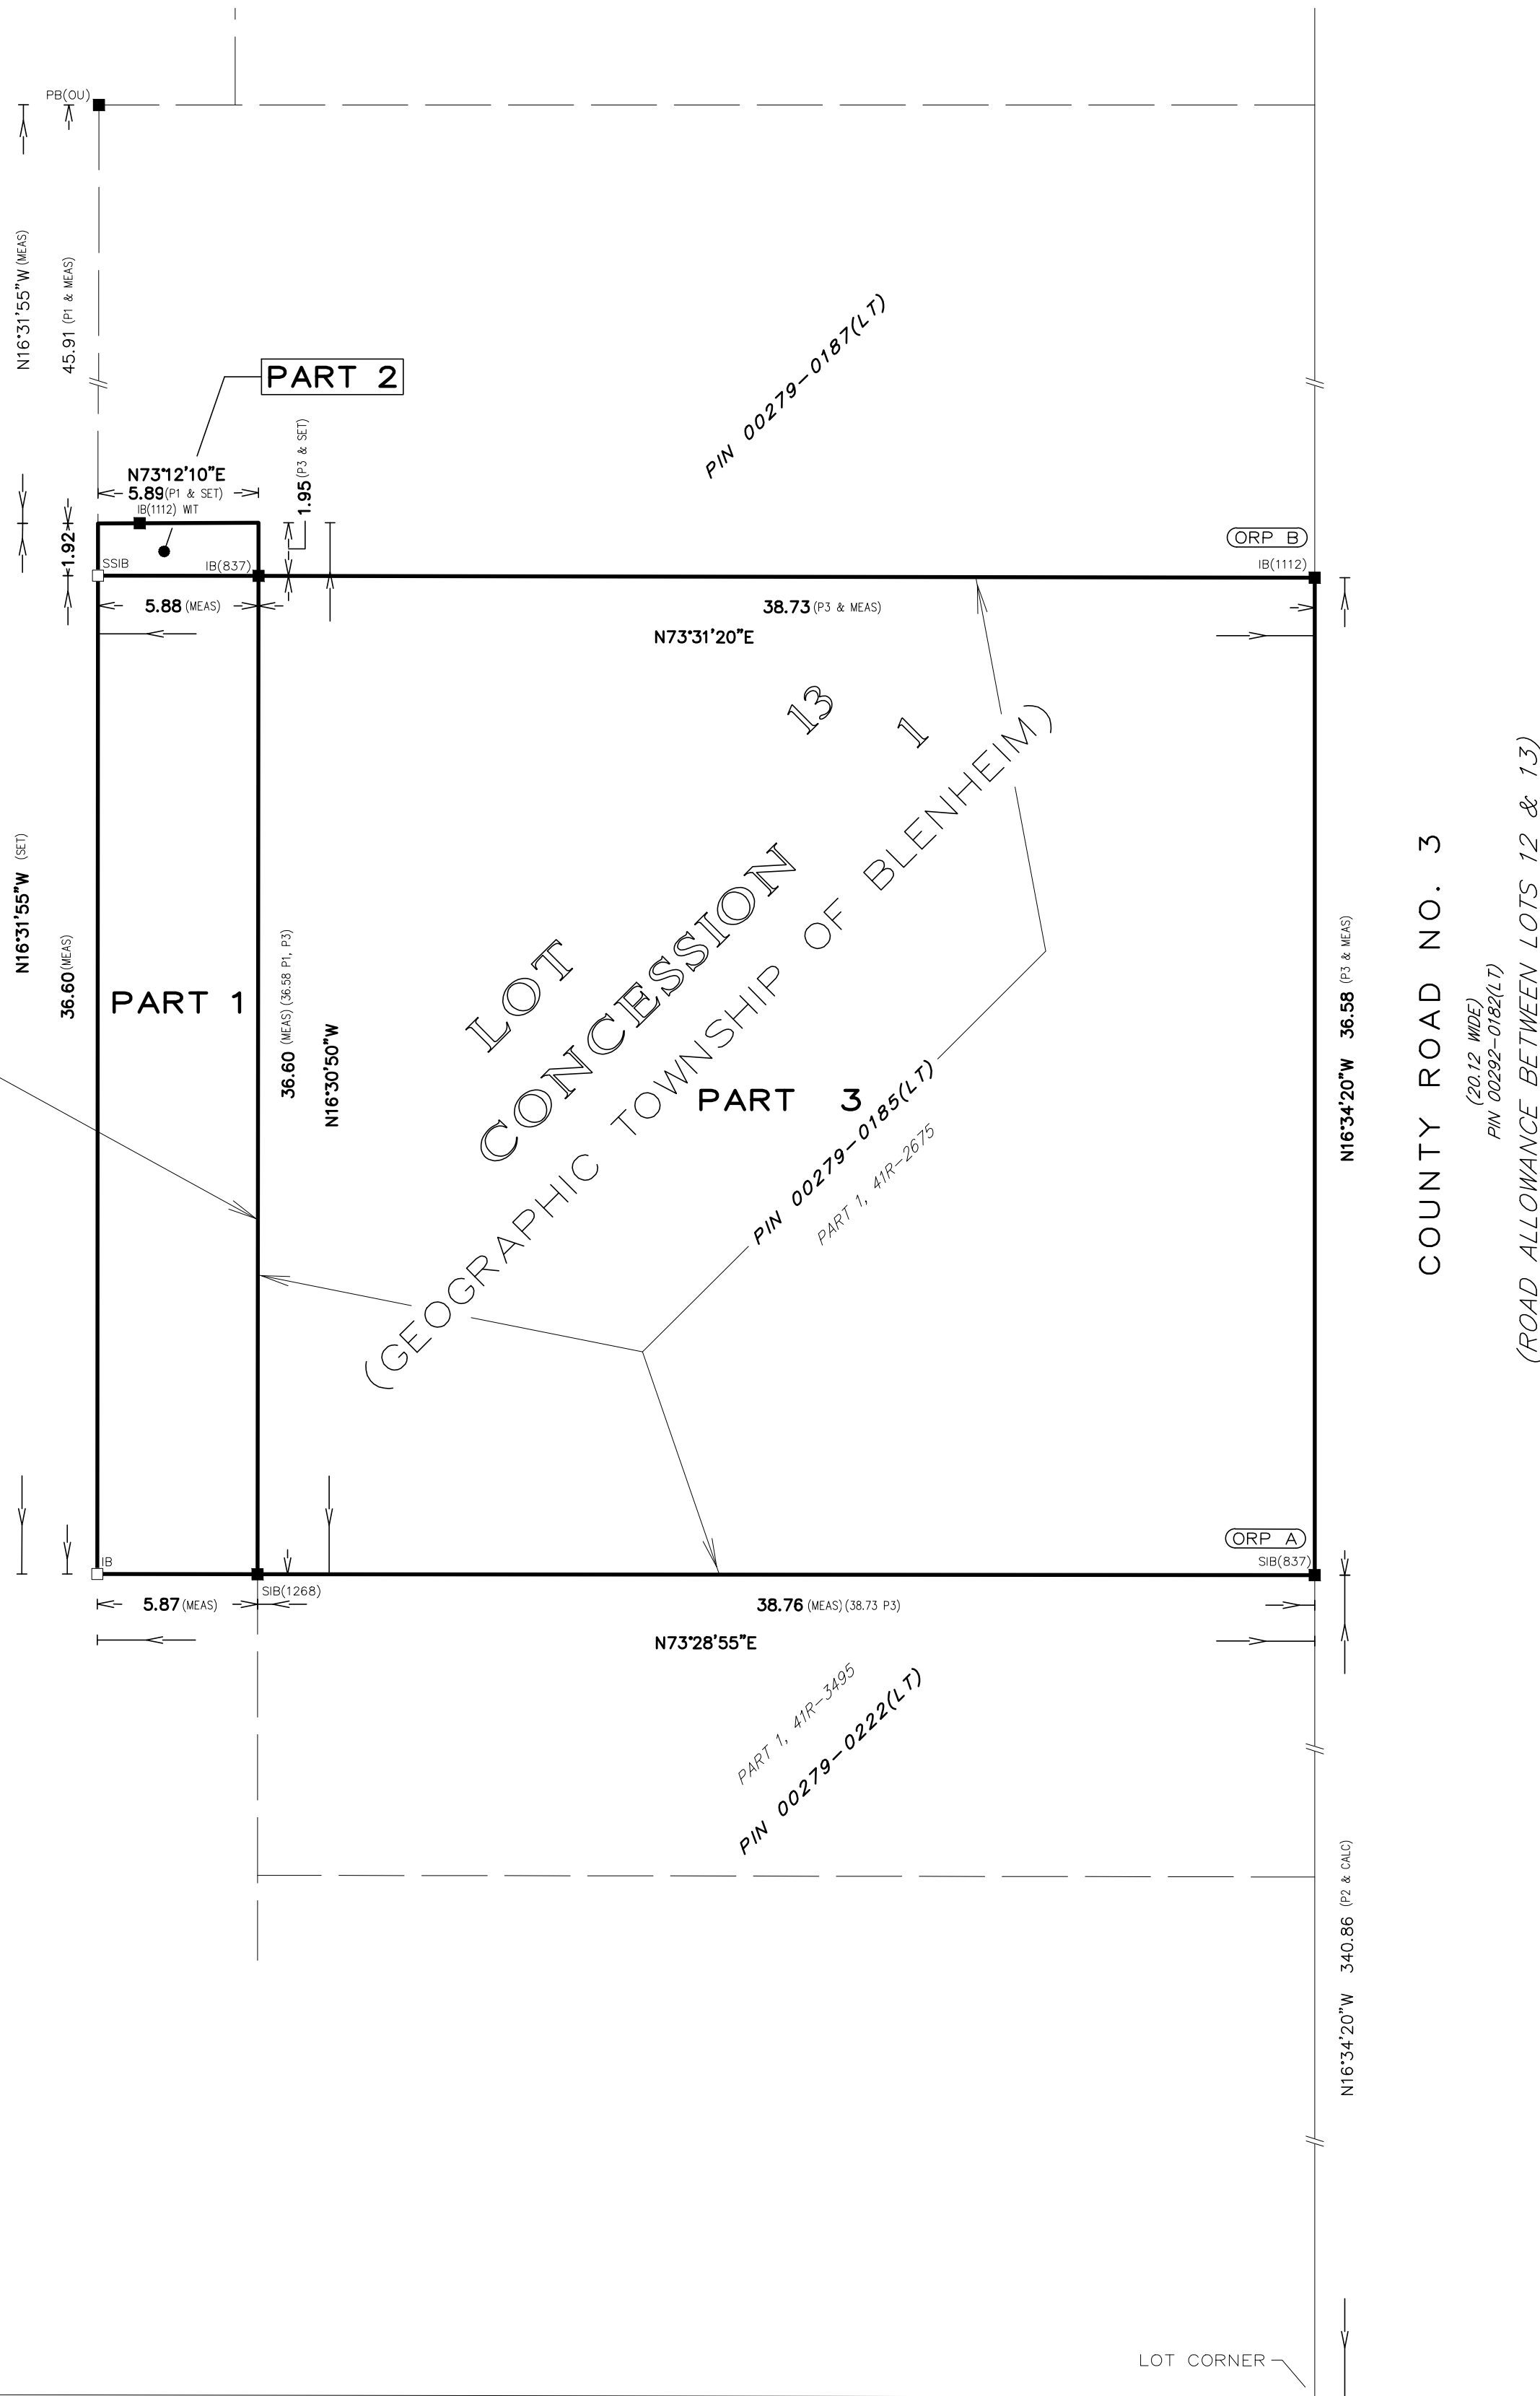 PB(OU)
N16°31'55"W (MEAS)
45.91 (P1 & MEAS)
PIN 00279-0187(LT)
PART 2
N73°12'10"E
5.89 (P1 & SET)
IB(1112) WIT
1.95 (P3 & SET)
1.92
SSIB
IB(837)
ORP B
IB(1112)
5.88 (MEAS)
38.73 (P3 & MEAS)
N73°31'20"E
13
1
LOT
CONCESSION
(GEOGRAPHIC TOWNSHIP OF BLENHEIM)
N16°31'55"W (SET)
36.60 (MEAS)
PART 1
36.60 (MEAS) (36.58 P1, P3)
N16°30'50"W
PART 3
PIN 00279-0185(LT)
PART 1, 41R-2675
N16°34'20"W 36.58 (P3 & MEAS)
COUNTY ROAD NO. 3
(20.12 WIDE)
PIN 00292-0182(LT)
(ROAD ALLOWANCE BETWEEN LOTS 12 & 13)
ORP A
SIB(837)
IB
SIB(1268)
5.87 (MEAS)
38.76 (MEAS) (38.73 P3)
N73°28'55"E
PART 1, 41R-3495
PIN 00279-0222(LT)
N16°34'20"W 340.86 (P2 & CALC)
LOT CORNER